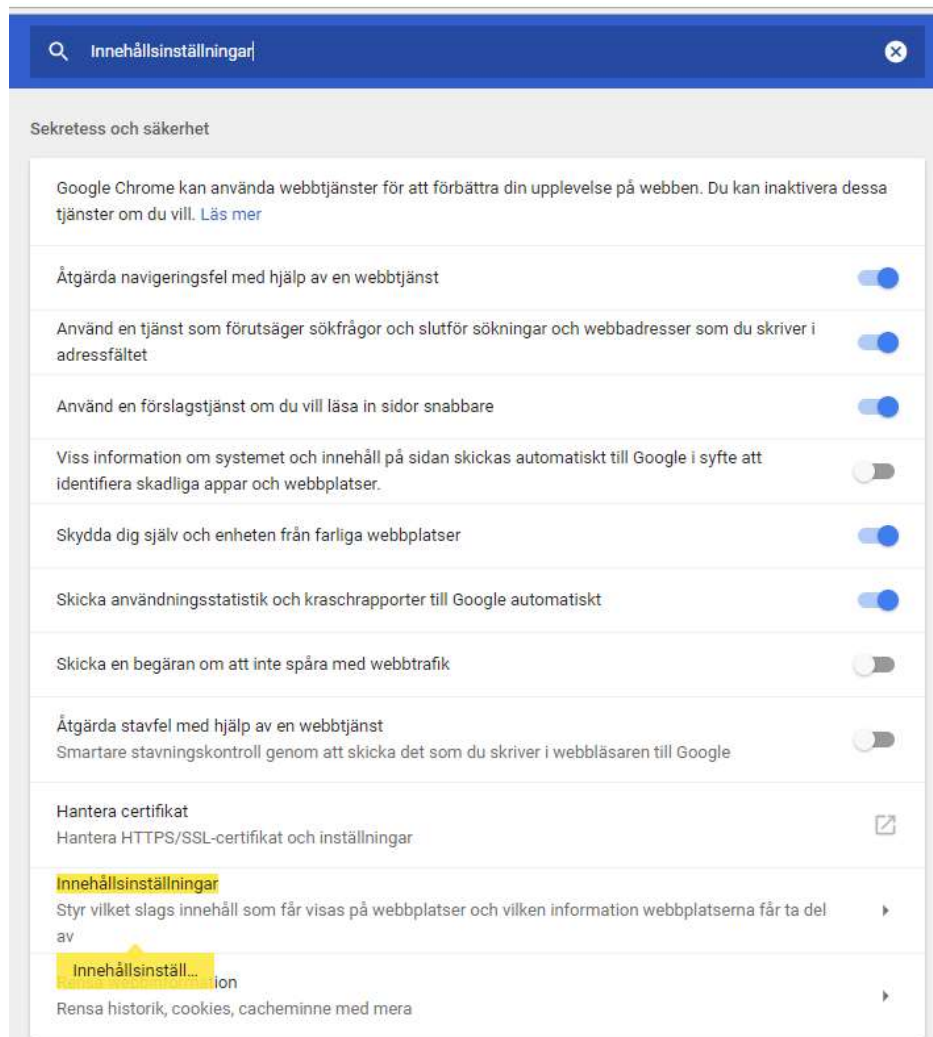 Innehållsinställningar
Sekretess och säkerhet
Google Chrome kan använda webbtjänster för att förbättra din upplevelse på webben. Du kan inaktivera dessa
tjänster om du vill. Läs mer
Åtgärda navigeringsfel med hjälp av en webbtjänst
Använd en tjänst som förutsäger sökfrågor och slutför sökningar och webbadresser som du skriver i
adressfältet
Använd en förslagstjänst om du vill läsa in sidor snabbare
Viss information om systemet och innehåll på sidan skickas automatiskt till Google i syfte att
identifiera skadliga appar och webbplatser.
Skydda dig själv och enheten från farliga webbplatser
Skicka användningsstatistik och kraschrapporter till Google automatiskt
Skicka en begäran om att inte spåra med webbtrafik
Åtgärda stavfel med hjälp av en webbtjänst
Smartare stavningskontroll genom att skicka det som du skriver i webbläsaren till Google
Hantera certifikat
Hantera HTTPS/SSL-certifikat och inställningar
Innehållsinställningar
Styr vilket slags innehåll som får visas på webbplatser och vilken information webbplatserna får ta del
av
Innehållsinställ...
Rensa webbinformation
Rensa historik, cookies, cacheminne med mera